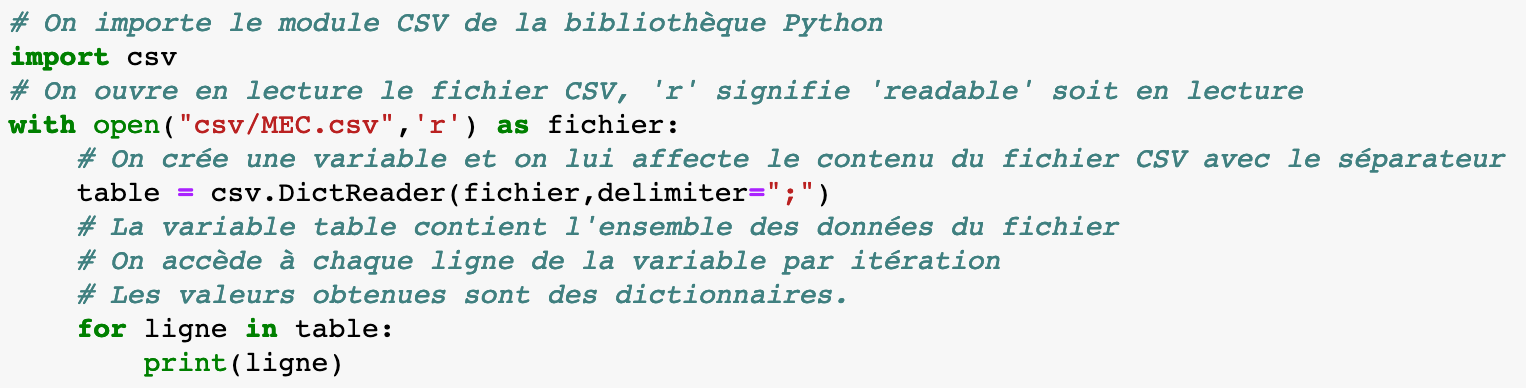 # On importe le module CSV de la bibliothèque Python
import csv
# On ouvre en lecture le fichier CSV, 'r' signifie 'readable' soit en lecture
with open("csv/MEC.csv",'r') as fichier:
    # On crée une variable et on lui affecte le contenu du fichier CSV avec le séparateur
    table = csv.DictReader(fichier,delimiter=";")
    # La variable table contient l'ensemble des données du fichier
    # On accède à chaque ligne de la variable par itération
    # Les valeurs obtenues sont des dictionnaires.
    for ligne in table:
        print(ligne)